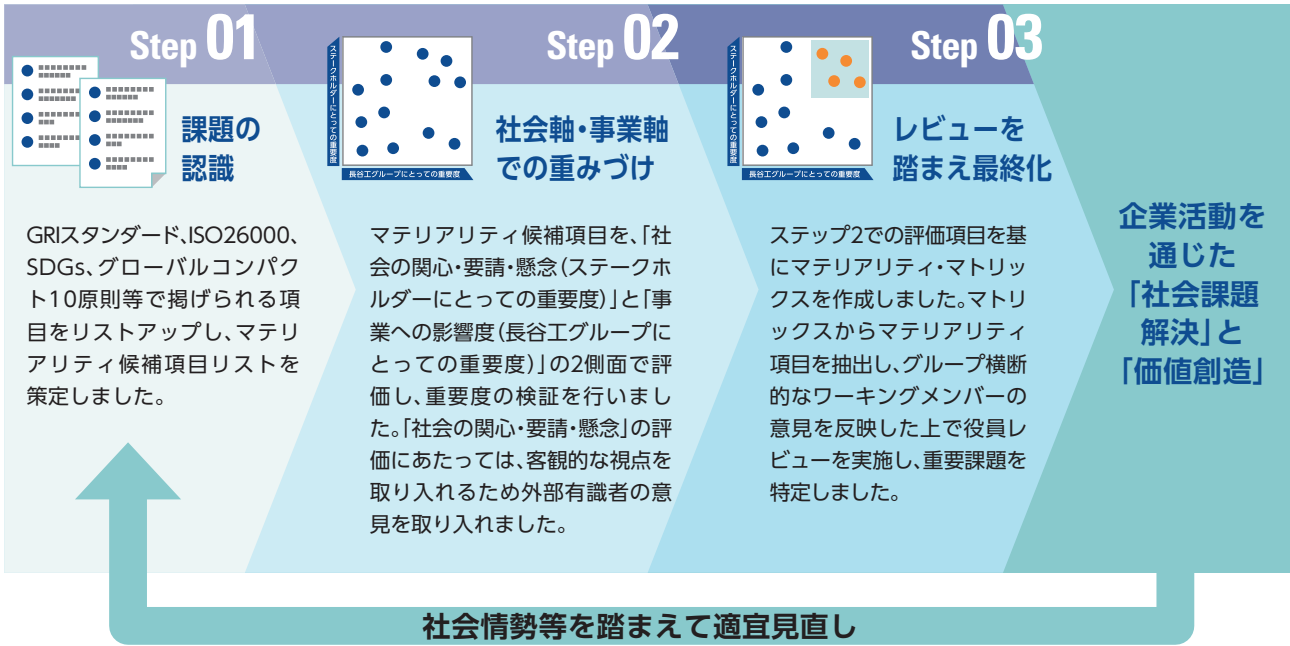 Step 01
課題の
認識
GRIスタンダード、ISO26000、
SDGs、グローバルコンパク
ト10原則等で掲げられる項
目をリストアップし、マテリ
アリティ候補項目リストを
策定しました。
Step 02
ステークホルダーにとっての重要度
長谷工グループにとっての重要度
社会軸・事業軸
での重みづけ
マテリアリティ候補項目を、「社
会の関心・要請・懸念(ステークホ
ルダーにとっての重要度)」と「事
業への影響度(長谷工グループに
とっての重要度)」の2側面で評
価し、重要度の検証を行いまし
た。「社会の関心・要請・懸念」の評
価にあたっては、客観的な視点を
取り入れるため外部有識者の意
見を取り入れました。
Step 03
ステークホルダーにとっての重要度
長谷工グループにとっての重要度
レビューを
踏まえ最終化
ステップ2での評価項目を基
にマテリアリティ・マトリッ
クスを作成しました。マトリ
ックスからマテリアリティ
項目を抽出し、グループ横断
的なワーキングメンバーの
意見を反映した上で役員レ
ビューを実施し、重要課題を
特定しました。
企業活動を
通じた
「社会課題
解決」と
「価値創造」
社会情勢等を踏まえて適宜見直し